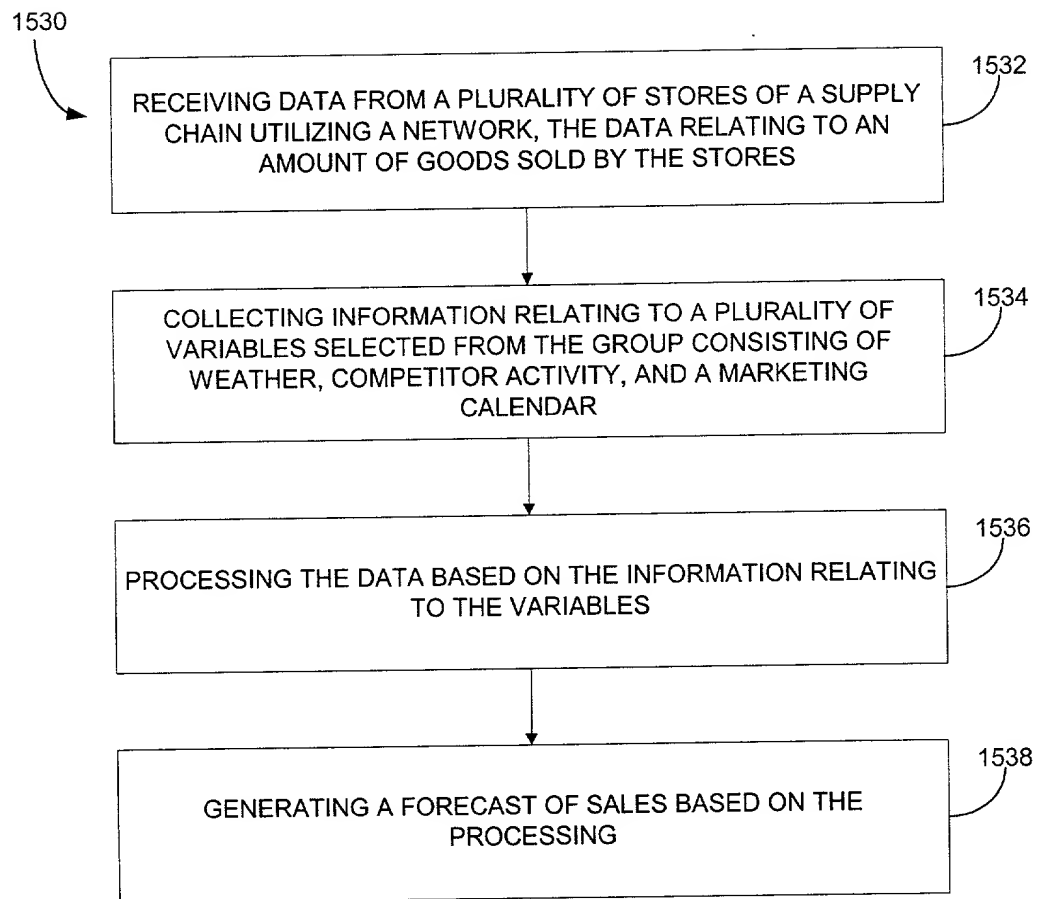 1530
1532
RECEIVING DATA FROM A PLURALITY OF STORES OF A SUPPLY
CHAIN UTILIZING A NETWORK, THE DATA RELATING TO AN
AMOUNT OF GOODS SOLD BY THE STORES
1534
COLLECTING INFORMATION RELATING TO A PLURALITY OF
VARIABLES SELECTED FROM THE GROUP CONSISTING OF
WEATHER, COMPETITOR ACTIVITY, AND A MARKETING
CALENDAR
1536
PROCESSING THE DATA BASED ON THE INFORMATION RELATING
TO THE VARIABLES
1538
GENERATING A FORECAST OF SALES BASED ON THE
PROCESSING